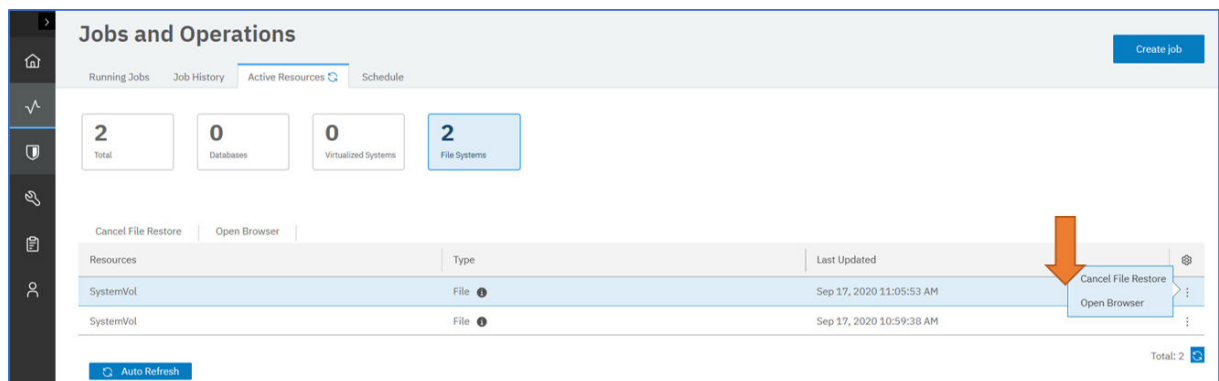 Jobs and Operations
Create job
Running Jobs Job History Active Resources Schedule
2 0 0 2
Total Databases Virtualized Systems File Systems
Cancel File Restore Open Browser
Resources Type Last Updated
Cancel File Restore
SystemVol File Sep 17, 2020 11:05:53 AM
Open Browser
SystemVol File Sep 17, 2020 10:59:38 AM
Total: 2
Auto Refresh